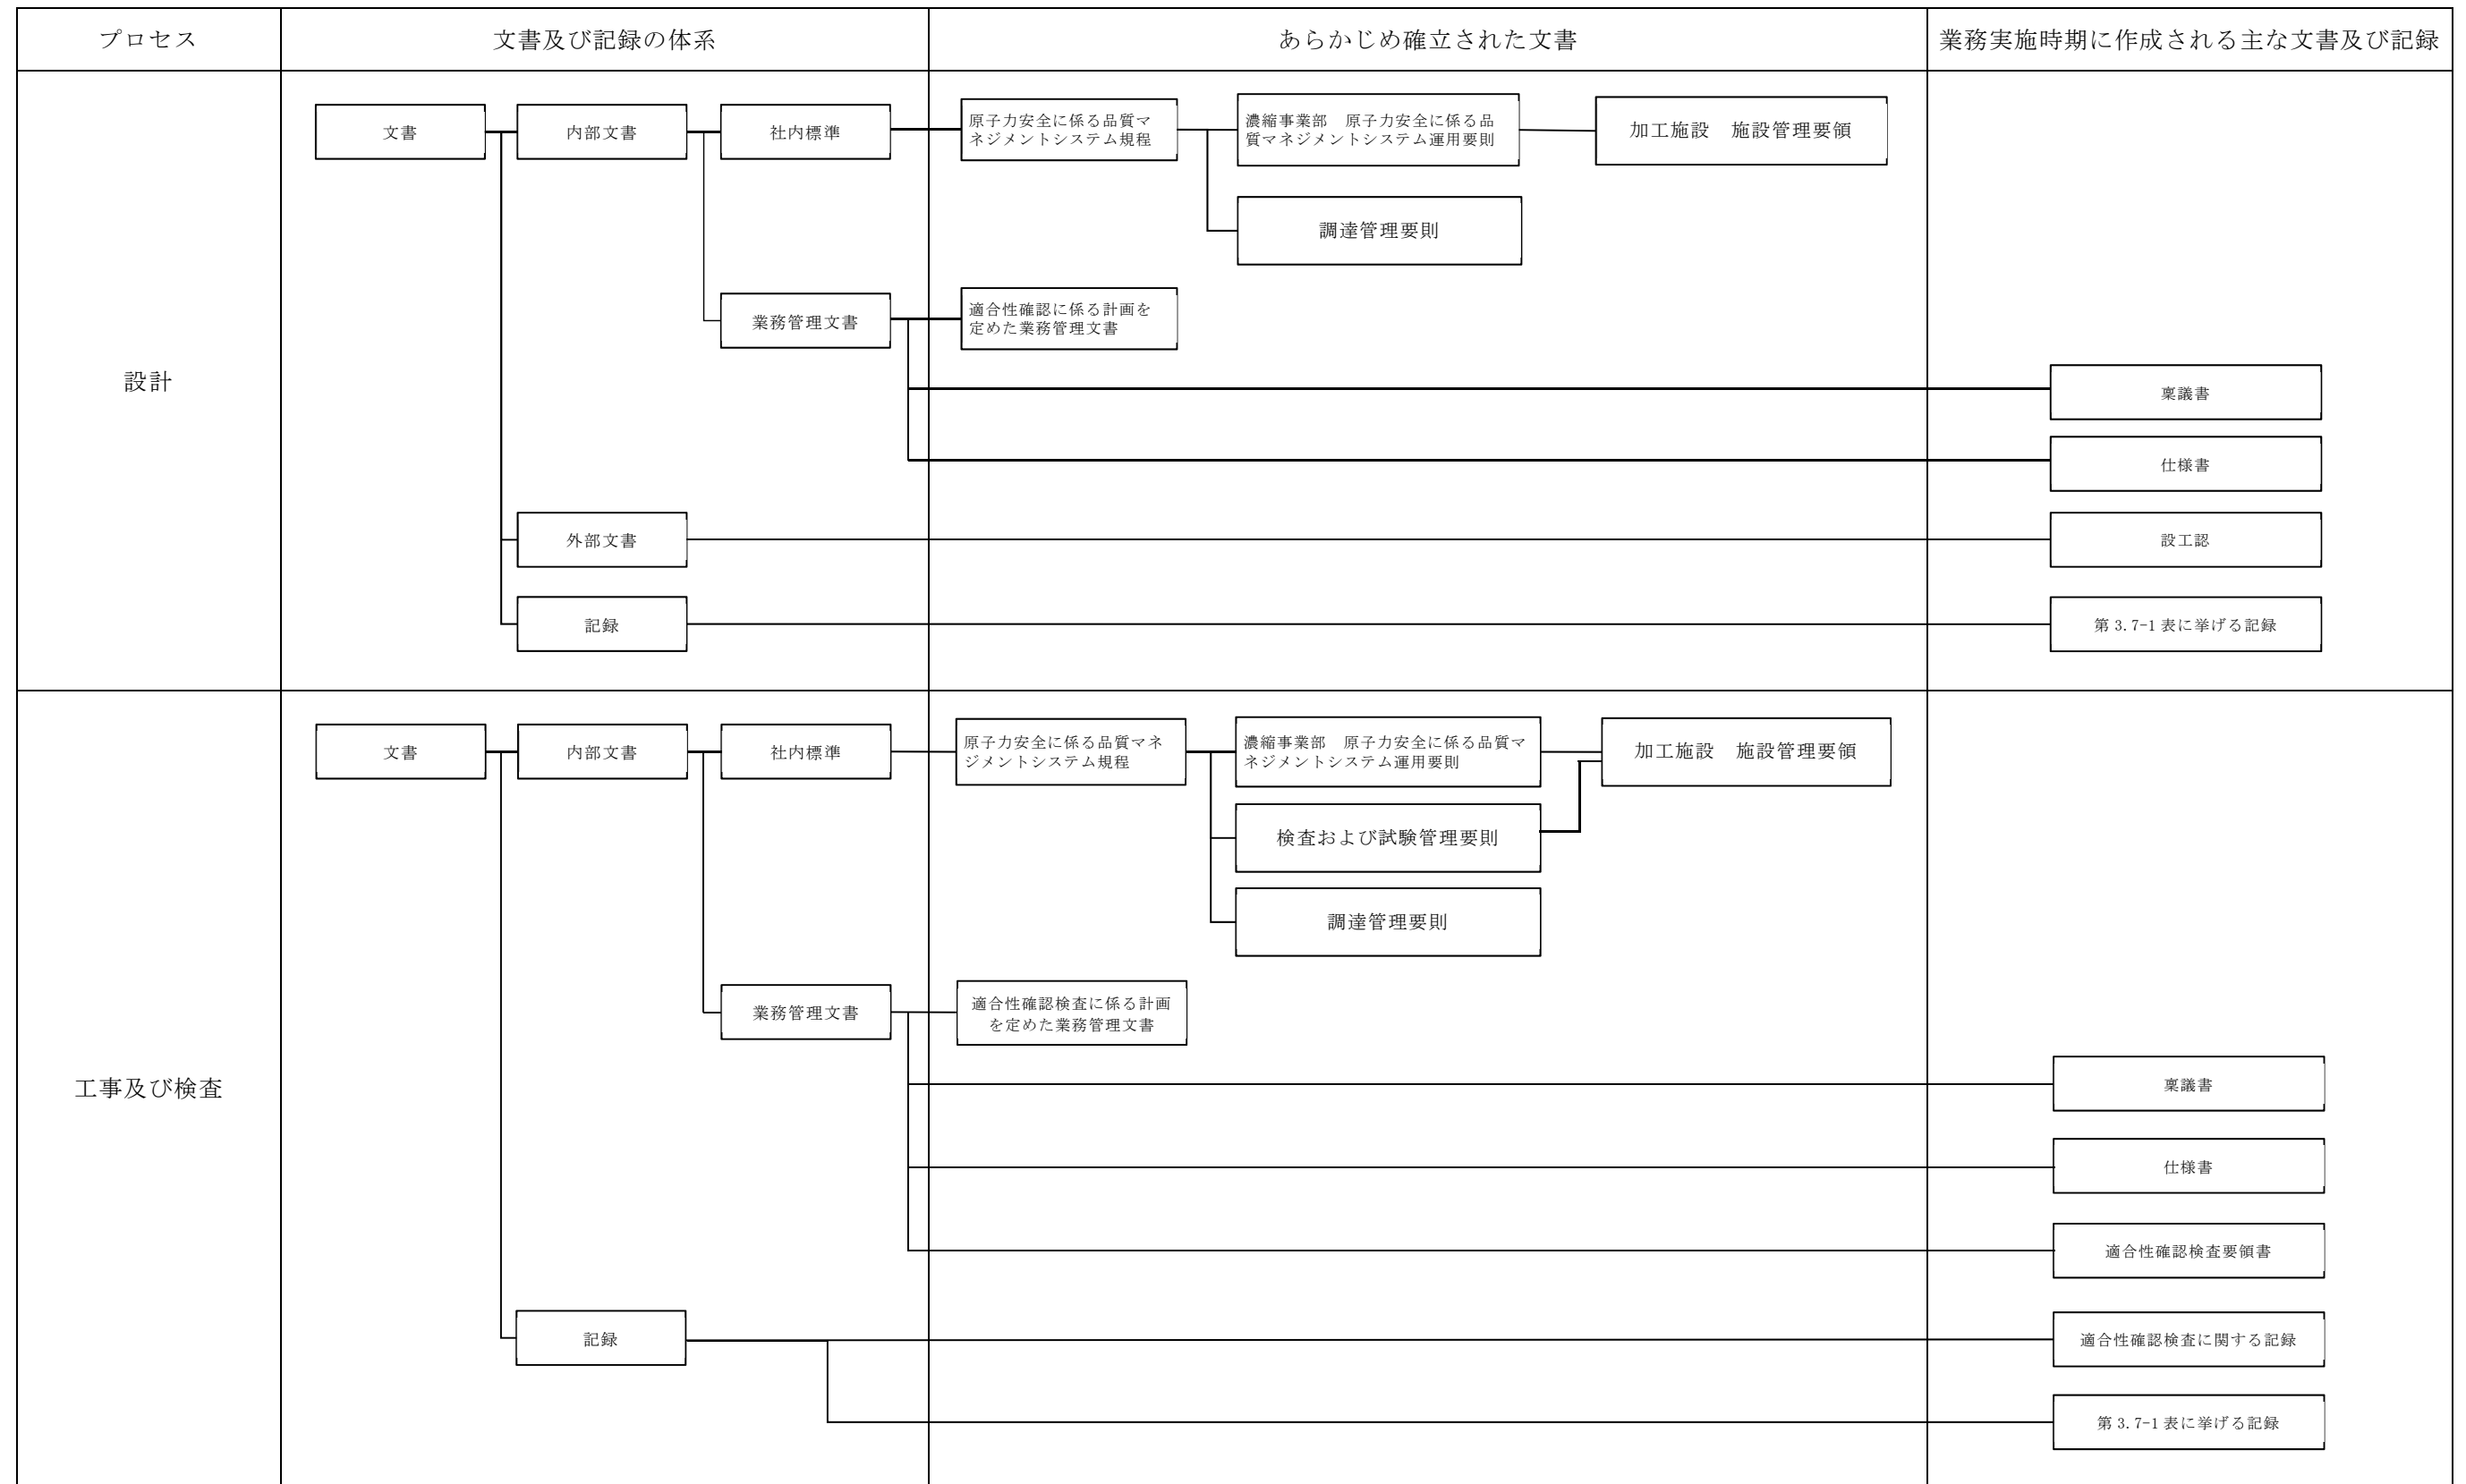 プロセス
文書及び記録の体系
あらかじめ確立された文書
業務実施時期に作成される主な文書及び記録
設計
文書
内部文書
社内標準
原子力安全に係る品質マ
ネジメントシステム規程
濃縮事業部　原子力安全に係る品
質マネジメントシステム運用要則
加工施設　施設管理要領
調達管理要則
業務管理文書
適合性確認に係る計画を
定めた業務管理文書
稟議書
仕様書
外部文書
設工認
記録
第 3.7-1 表に挙げる記録
工事及び検査
文書
内部文書
社内標準
原子力安全に係る品質マネ
ジメントシステム規程
濃縮事業部　原子力安全に係る品質マ
ネジメントシステム運用要則
加工施設　施設管理要領
検査および試験管理要則
調達管理要則
業務管理文書
適合性確認検査に係る計画
を定めた業務管理文書
稟議書
仕様書
適合性確認検査要領書
記録
適合性確認検査に関する記録
第 3.7-1 表に挙げる記録